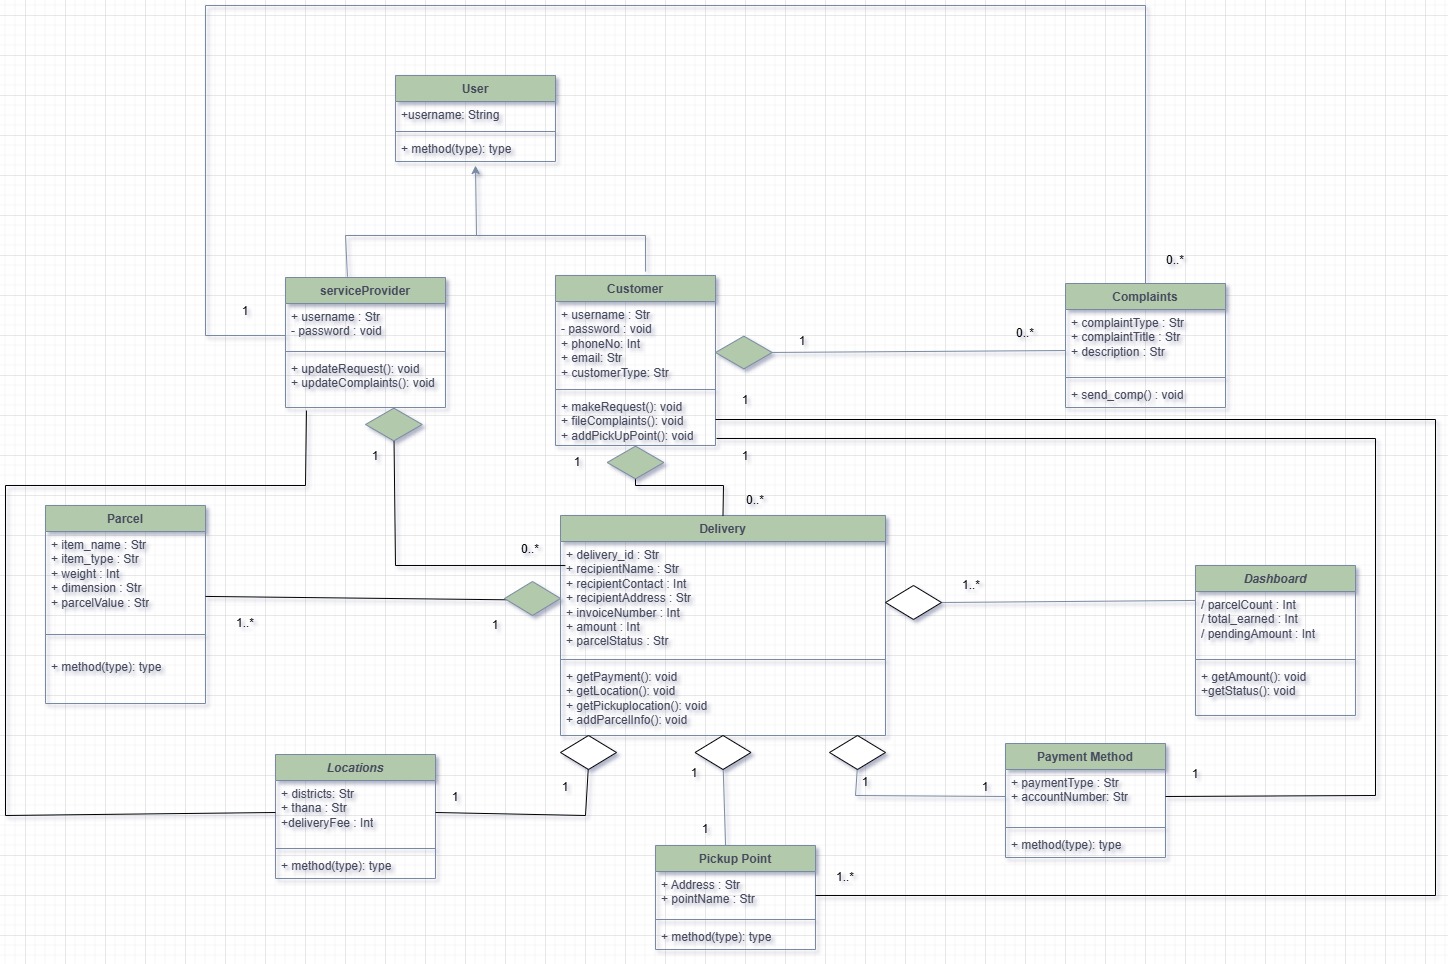 User
+username: String
+ method(type): type
0..*
serviceProvider
+ username : Str
- password : void
+ updateRequest(): void
+ updateComplaints(): void
1
Customer
+ username : Str
- password : void
+ phoneNo: Int
+ email: Str
+ customerType: Str
+ makeRequest(): void
+ fileComplaints(): void
+ addPickUpPoint(): void
1
0..*
Complaints
+ complaintType : Str
+ complaintTitle : Str
+ description : Str
+ send_comp() : void
1
1
1
1
0..*
0..*
Parcel
+ item_name : Str
+ item_type : Str
+ weight : Int
+ dimension : Str
+ parcelValue : Str
+ method(type): type
1..*
1
Delivery
+ delivery_id : Str
+ recipientName : Str
+ recipientContact : Int
+ recipientAddress : Str
+ invoiceNumber : Int
+ amount : Int
+ parcelStatus : Str
+ getPayment(): void
+ getLocation(): void
+ getPickuplocation(): void
+ addParcelInfo(): void
1..*
Dashboard
/ parcelCount : Int
/ total_earned : Int
/ pendingAmount : Int
+ getAmount(): void
+getStatus(): void
Locations
+ districts: Str
+ thana : Str
+deliveryFee : Int
+ method(type): type
1
1
1
1
1
Payment Method
+ paymentType : Str
+ accountNumber: Str
+ method(type): type
1
1
Pickup Point
+ Address : Str
+ pointName : Str
+ method(type): type
1..*